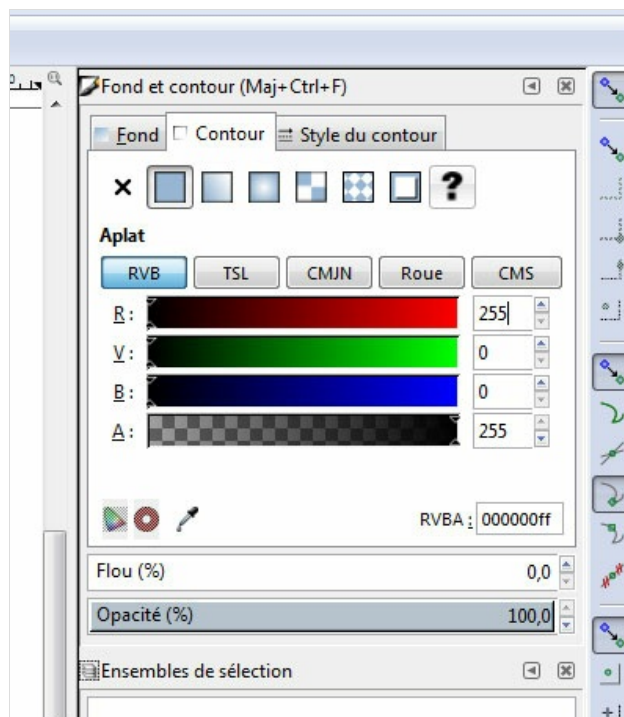 Fond et contour (Maj+Ctrl+F)
Fond Contour Style du contour
?
Aplat
RVB TSL CMJN Roue CMS
R : 255
V : 0
B : 0
A : 255
RVBA : 000000ff
Flou (%) 0,0
Opacité (%) 100,0
Ensembles de sélection